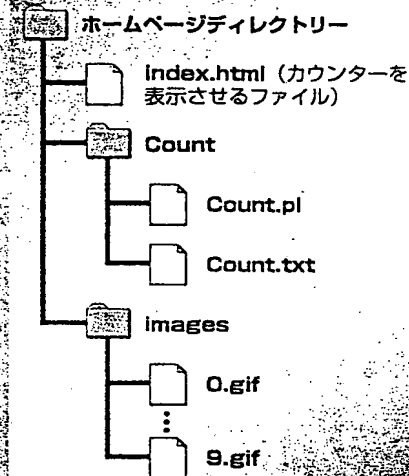 ホームページディレクトリー
index.html（カウンターを
表示させるファイル）
Count
Count.pl
Count.txt
images
0.gif
9.gif